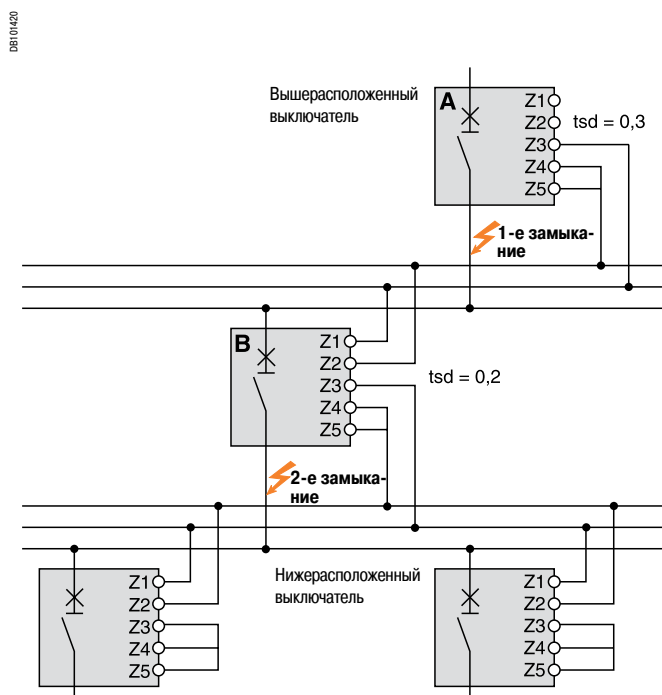 DB101420
Вышерасположенный
выключатель
A
Z1
Z2
Z3
Z4
Z5
tsd = 0,3
1-е замыка-
ние
B
Z1
Z2
Z3
Z4
Z5
tsd = 0,2
2-е замыка-
ние
Нижерасположенный
выключатель
Z1
Z2
Z3
Z4
Z5
Z1
Z2
Z3
Z4
Z5